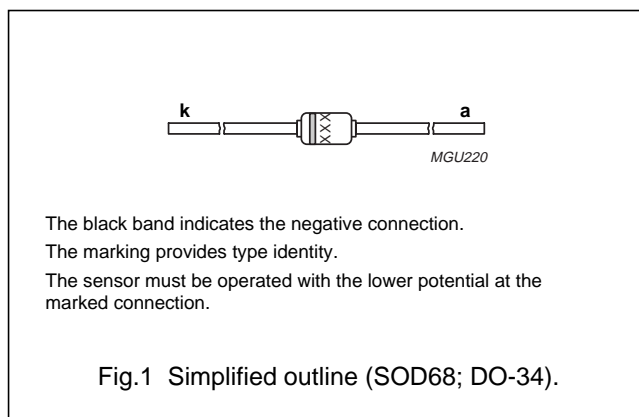 k a
XXX
MGU220
The black band indicates the negative connection.
The marking provides type identity.
The sensor must be operated with the lower potential at the
marked connection.
Fig.1 Simplified outline (SOD68; DO-34).